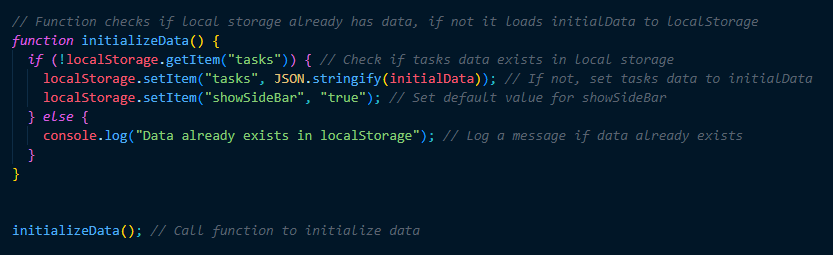 // Function checks if local storage already has data, if not it loads initialData to localStorage
function initializeData() {
  if (!localStorage.getItem("tasks")) { // Check if tasks data exists in local storage
    localStorage.setItem("tasks", JSON.stringify(initialData)); // If not, set tasks data to initialData
    localStorage.setItem("showSideBar", "true"); // Set default value for showSideBar
  } else {
    console.log("Data already exists in localStorage"); // Log a message if data already exists
  }
}
initializeData(); // Call function to initialize data